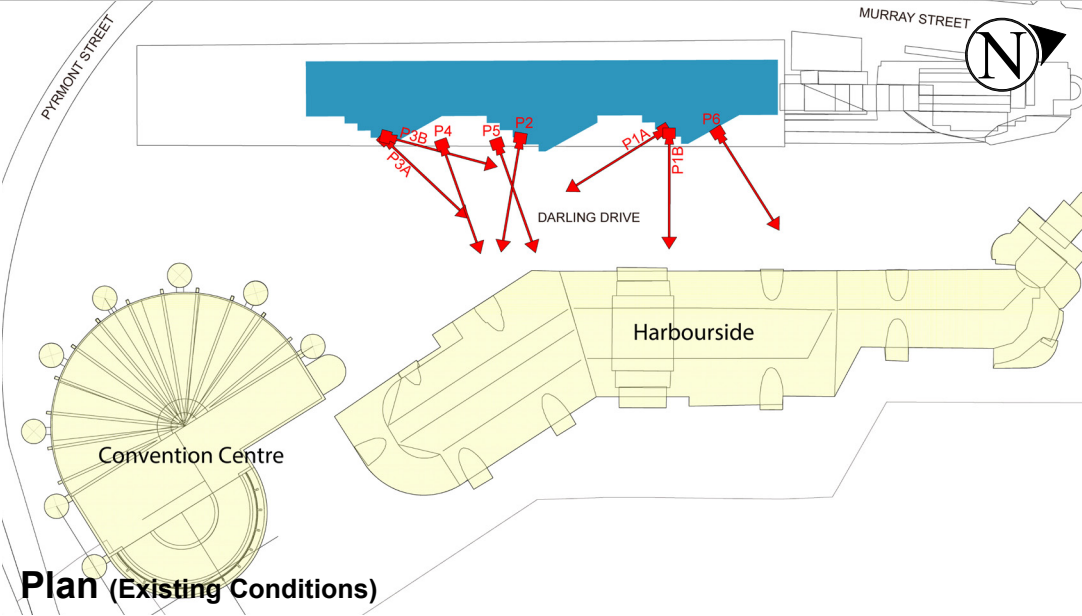 MURRAY STREET
N
PYRMONT STREET
P3B
P4
P5
P2
P1A
P1B
P6
P3A
DARLING DRIVE
Harbourside
Convention Centre
Plan (Existing Conditions)